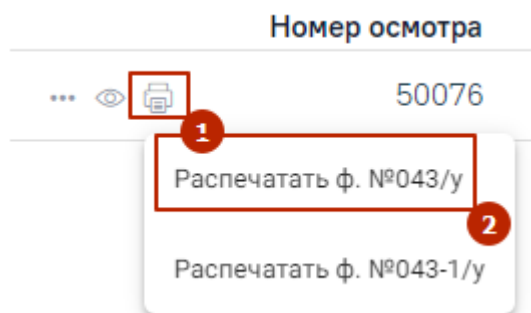 Номер осмотра
50076
1
Распечатать ф. №043/у
2
Распечатать ф. №043-1/у